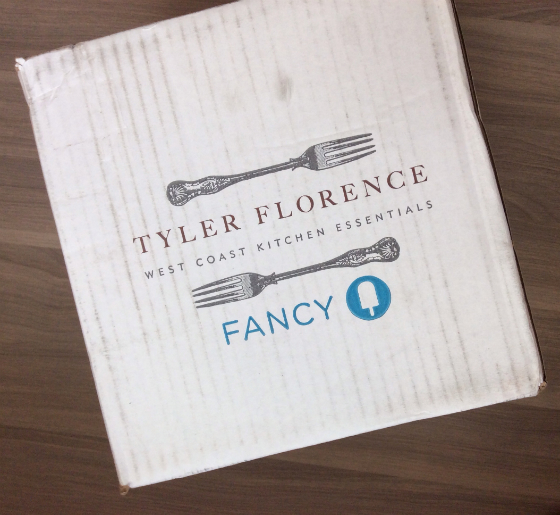 TYLER FLORENCE
WEST COAST KITCHEN ESSENTIALS
FANCY